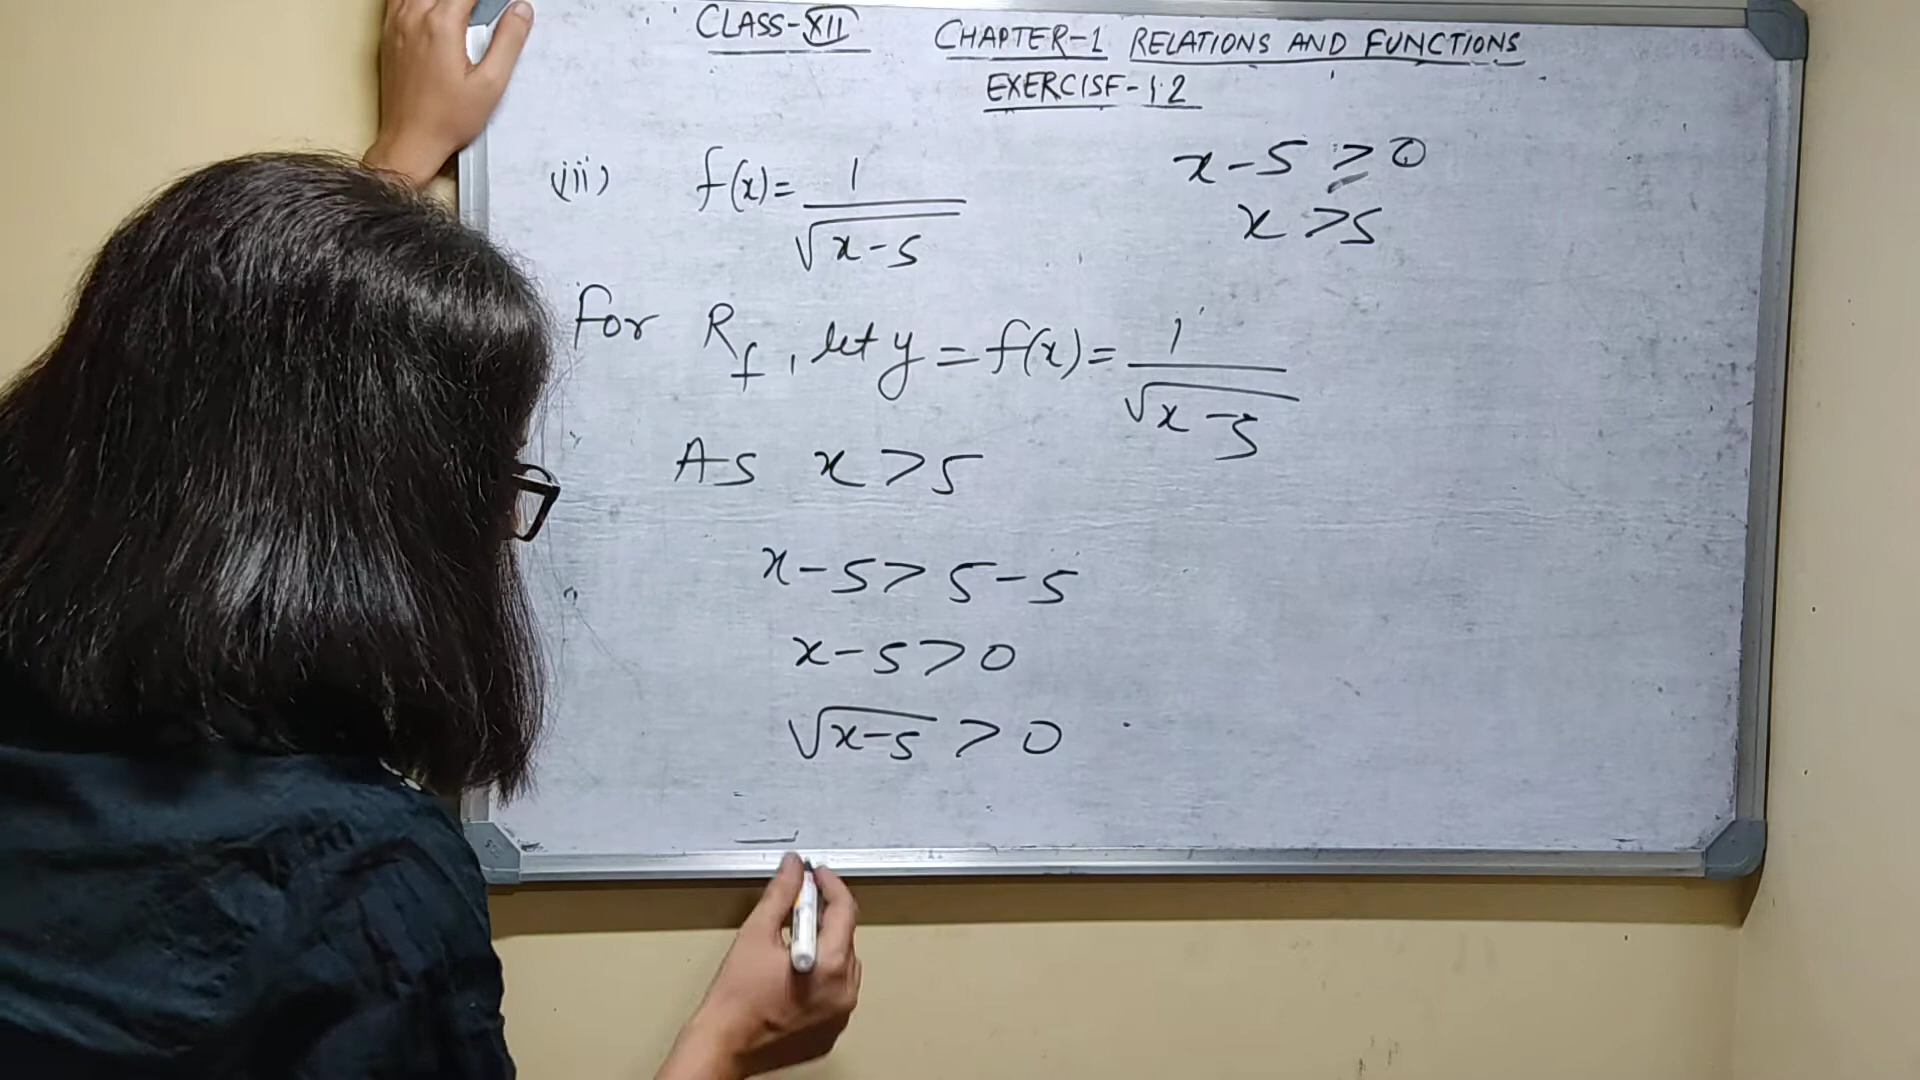 CLASS-XII CHAPTER-1 RELATIONS AND FUNCTIONS
EXERCISE-1.2
(iii) f(x)=1/√x-5
x-5>0
x>5
For Rf, let y=f(x)=1/√x-5
As x>5
x-5>5-5
x-5>0
√x-5>0